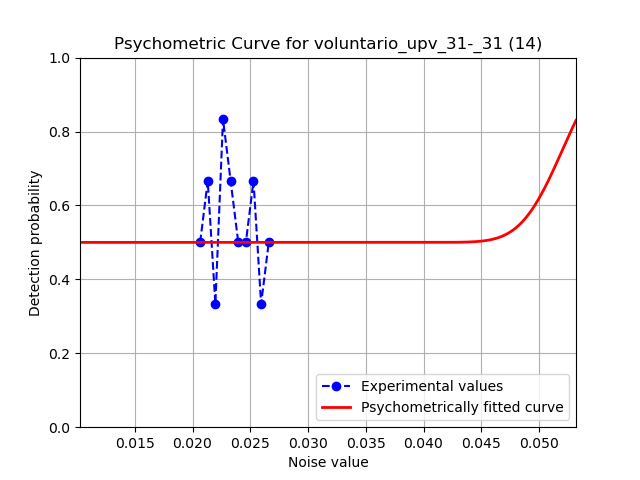 Psychometric Curve for voluntario_upv_31-_31 (14)
1.0
0.8
0.6
0.4
0.2
0.0
Detection probability
0.015 0.020 0.025 0.030 0.035 0.040 0.045 0.050
Noise value
Experimental values
Psychometrically fitted curve